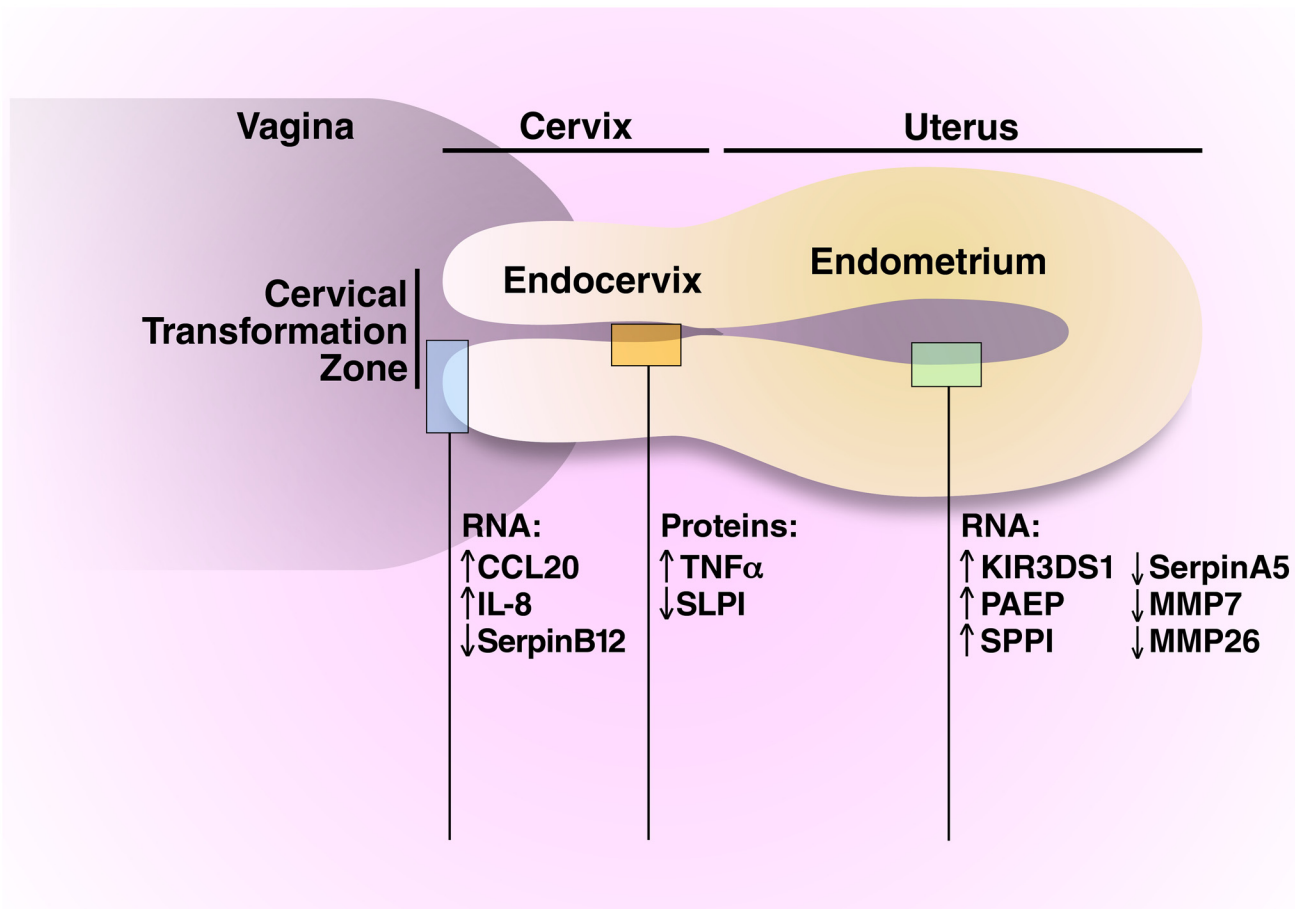 Vagina
Cervix
Uterus
Endocervix
Endometrium
Cervical
Transformation
Zone
RNA:
↑CCL20
↑IL-8
↓SerpinB12
Proteins:
↑TNFα
↓SLPI
RNA:
↑KIR3DS1 ↓SerpinA5
↑PAEP ↓MMP7
↑SPPI ↓MMP26